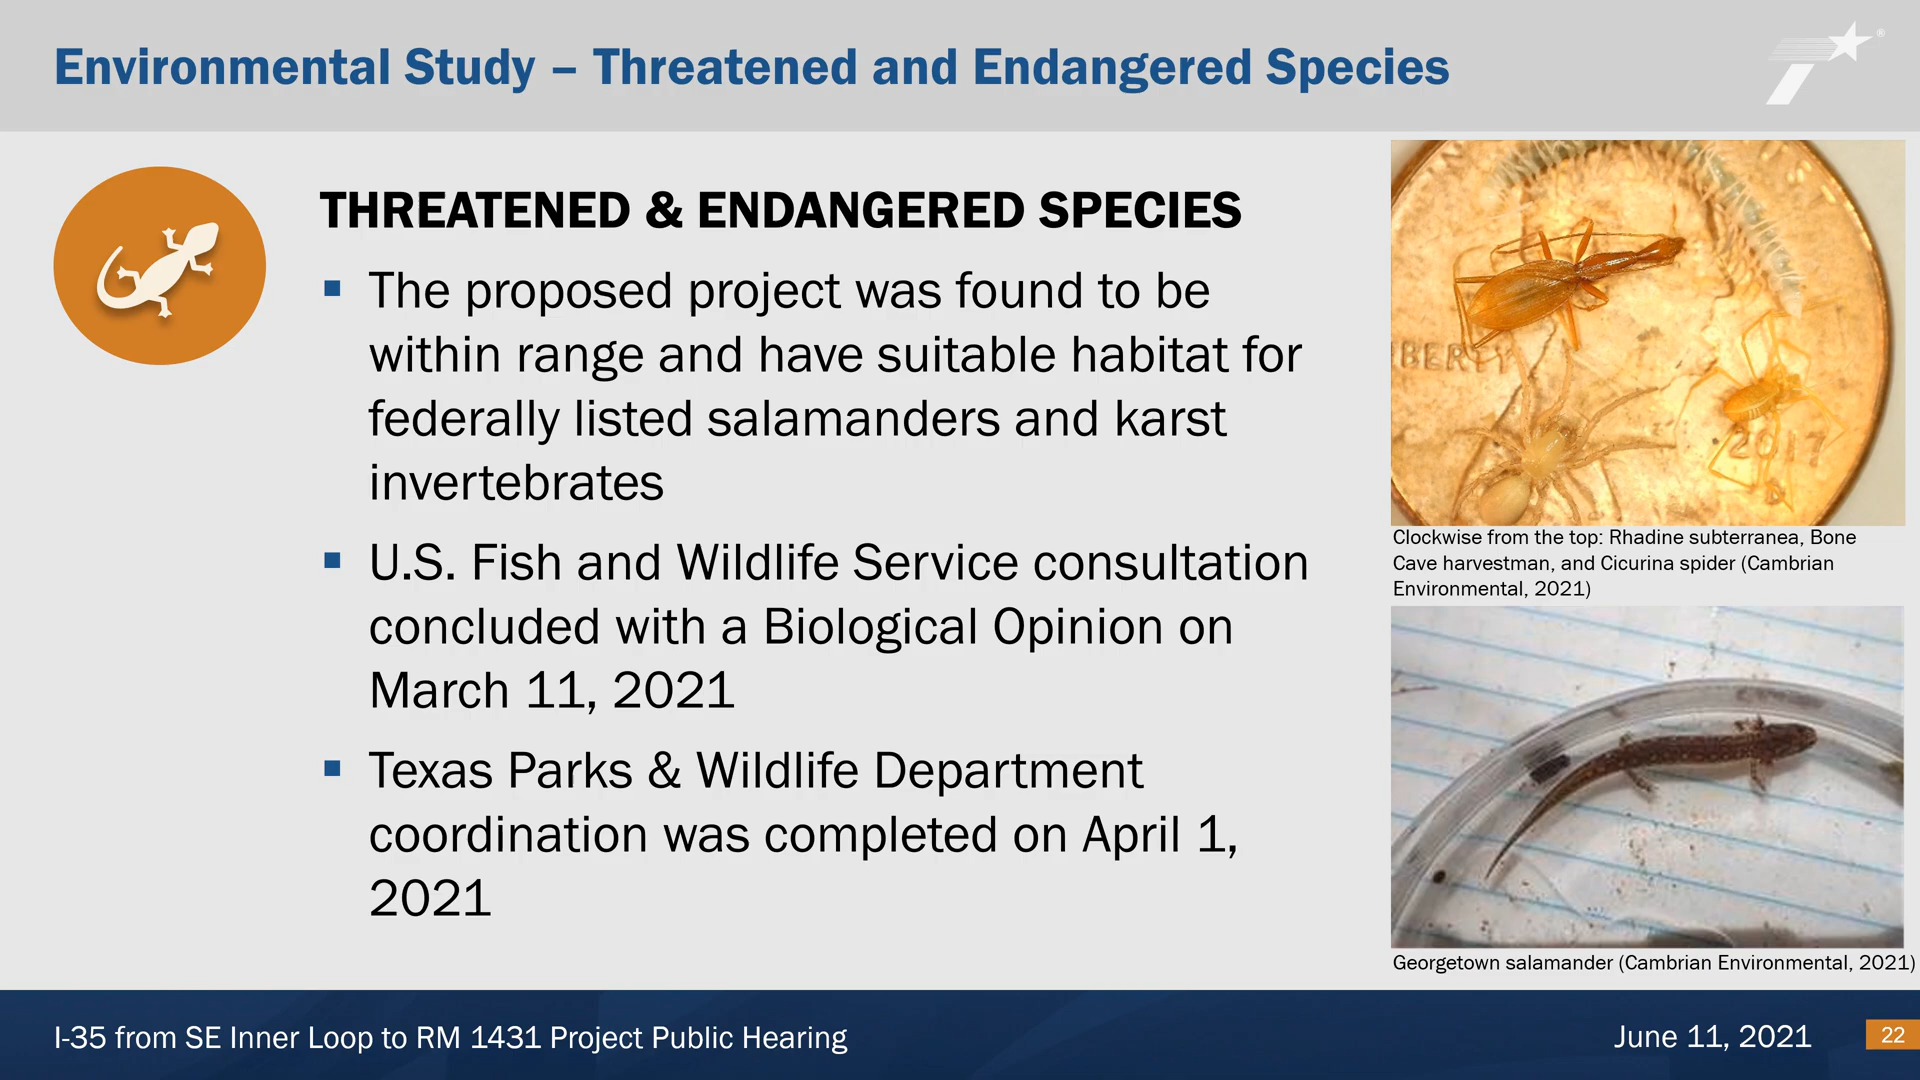 Environmental Study – Threatened and Endangered Species
®
THREATENED & ENDANGERED SPECIES
▪ The proposed project was found to be
within range and have suitable habitat for
federally listed salamanders and karst
invertebrates
▪ U.S. Fish and Wildlife Service consultation
concluded with a Biological Opinion on
March 11, 2021
▪ Texas Parks & Wildlife Department
coordination was completed on April 1,
2021
BERTY
2017
Clockwise from the top: Rhadine subterranea, Bone
Cave harvestman, and Cicurina spider (Cambrian
Environmental, 2021)
Georgetown salamander (Cambrian Environmental, 2021)
I-35 from SE Inner Loop to RM 1431 Project Public Hearing
June 11, 2021
22